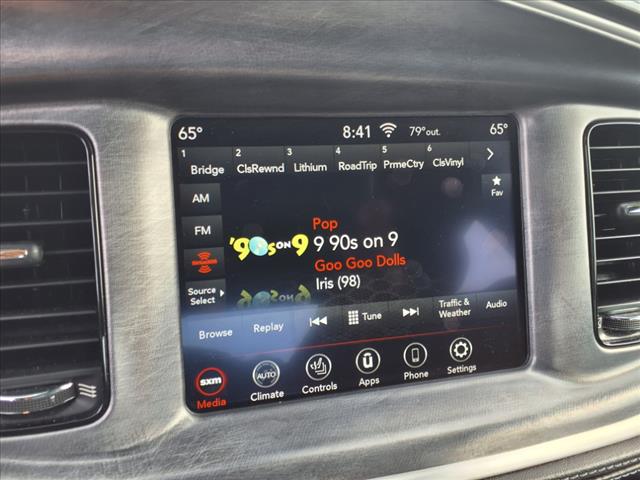 65° 8:41 79°out. 65°
1 2 3 4 5 6
Bridge ClsRewnd Lithium RoadTrip PrmeCtry ClsVinyl
AM
Fav
FM
Pop
'90s ON 9 9 90s on 9
Goo Goo Dolls
Iris (98)
Source
Select
Browse Replay Tune Traffic &
Weather Audio
sxm AUTO
Media Climate Controls Apps Phone Settings